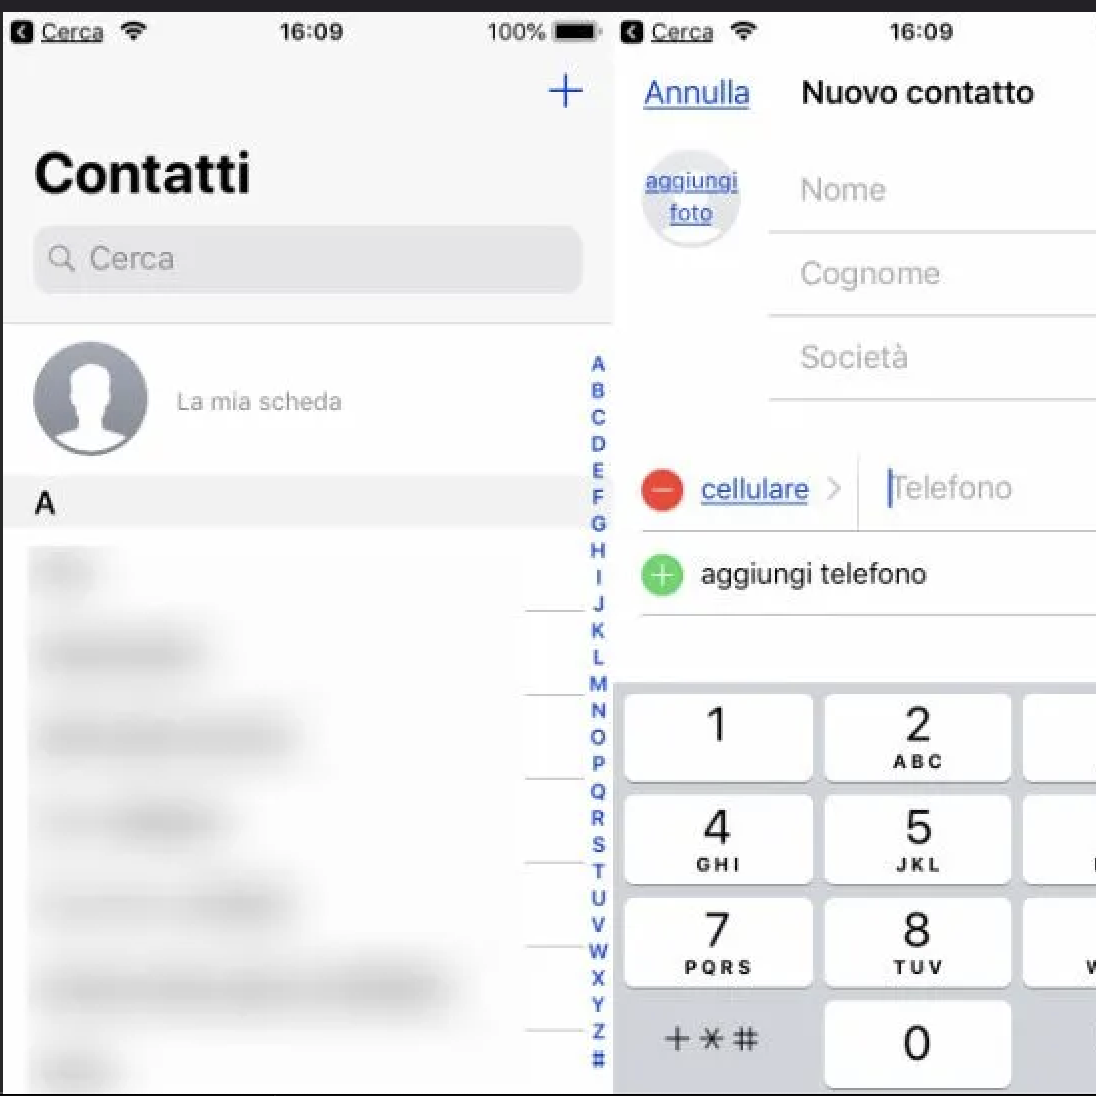 Cerca
16:09
100%
Contatti
Cerca
La mia scheda
A
A
B
C
D
E
F
G
H
I
J
K
L
M
N
O
P
Q
R
S
T
U
V
W
X
Y
Z
#
Cerca
16:09
Annulla
Nuovo contatto
aggiungi
foto
Nome
Cognome
Società
cellulare
Telefono
aggiungi telefono
1
2
ABC
4
GHI
5
JKL
7
PQRS
8
TUV
W
+*#
0